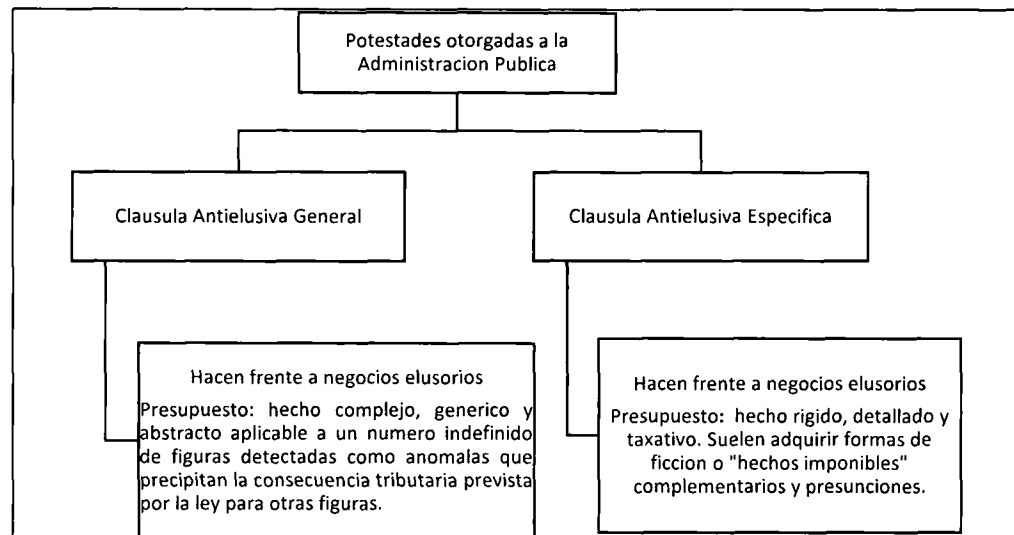 Potestades otorgadas a la
Administracion Publica
Clausula Antielusiva General
Clausula Antielusiva Especifica
Hacen frente a negocios elusorios
Presupuesto: hecho complejo, generico y
abstracto aplicable a un numero indefinido
de figuras detectadas como anomalas que
precipitan la consecuencia tributaria prevista
por la ley para otras figuras.
Hacen frente a negocios elusorios
Presupuesto: hecho rigido, detallado y
taxativo. Suelen adquirir formas de
ficcion o "hechos imponibles"
complementarios y presunciones.